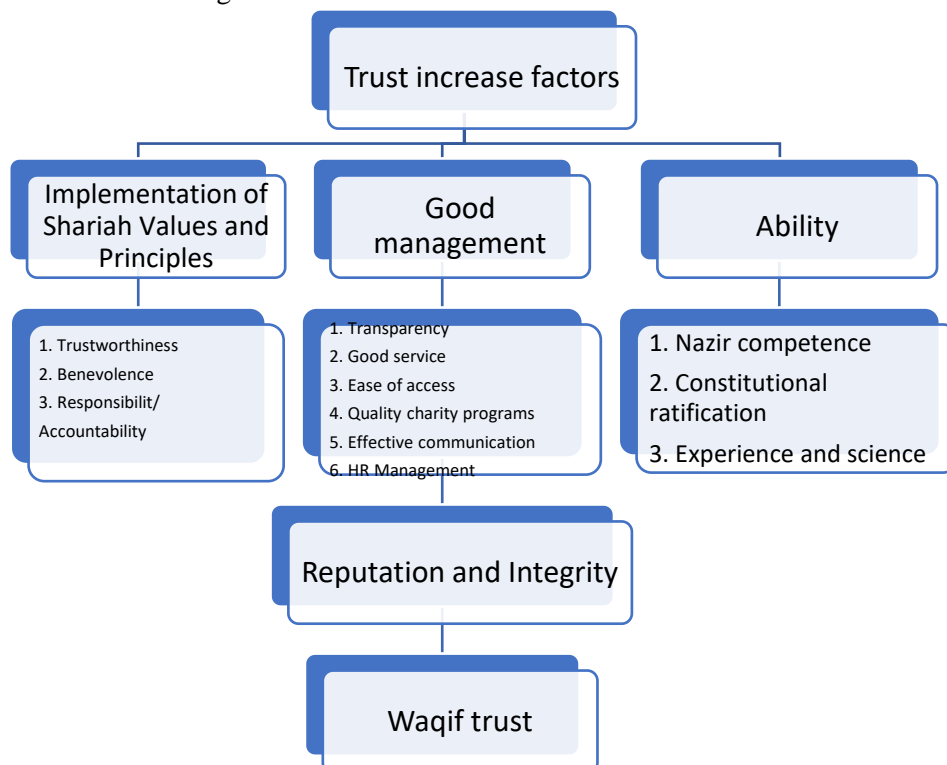 Trust increase factors
Implementation of
Shariah Values and
Principles
Good
management
Ability
1. Trustworthiness
2. Benevolence
3. Responsibilit/
Accountability
1. Transparency
2. Good service
3. Ease of access
4. Quality charity programs
5. Effective communication
6. HR Management
1. Nazir competence
2. Constitutional
ratification
3. Experience and science
Reputation and Integrity
Waqif trust